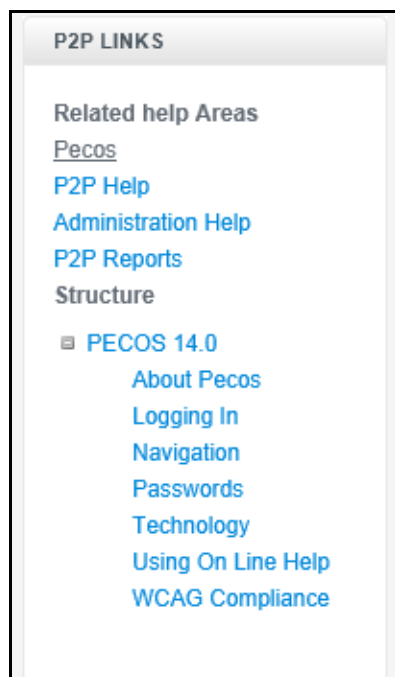 P2P LINKS
Related help Areas
Pecos
P2P Help
Administration Help
P2P Reports
Structure
PECOS 14.0
About Pecos
Logging In
Navigation
Passwords
Technology
Using On Line Help
WCAG Compliance